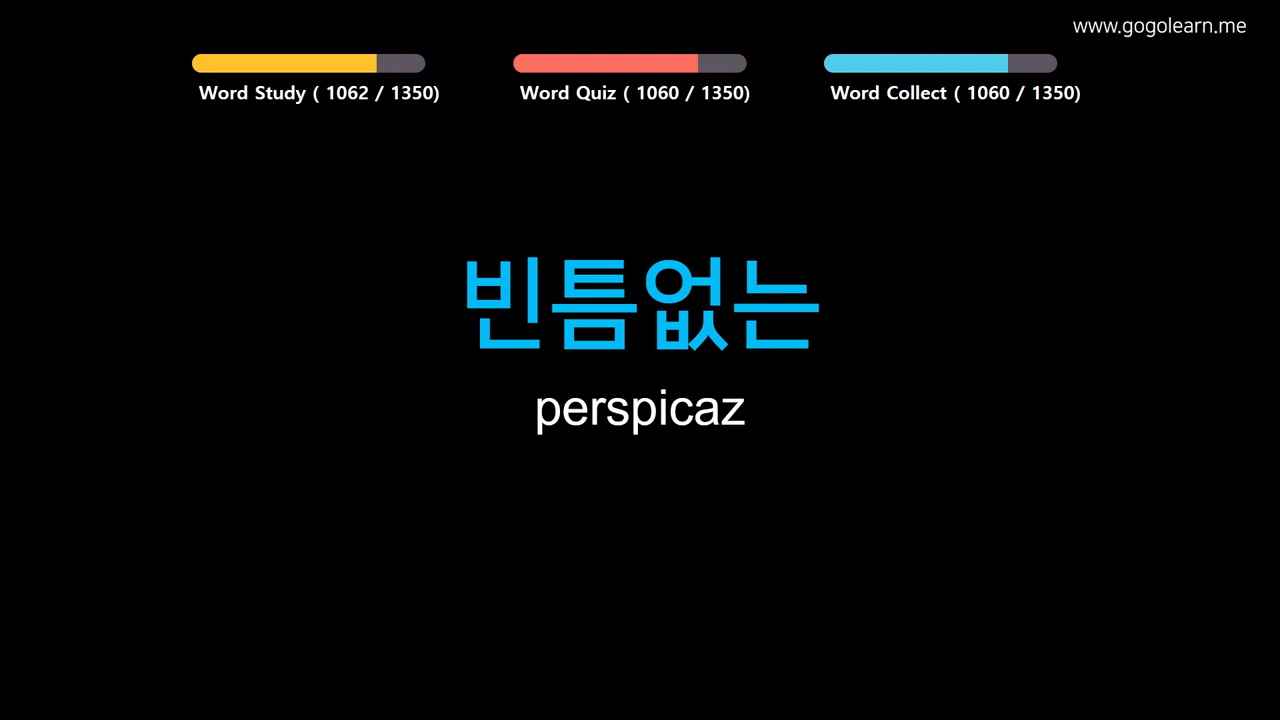 www.gogolearn.me
Word Study ( 1062 / 1350)
Word Quiz ( 1060 / 1350)
Word Collect ( 1060 / 1350)
빈틈없는
perspicaz